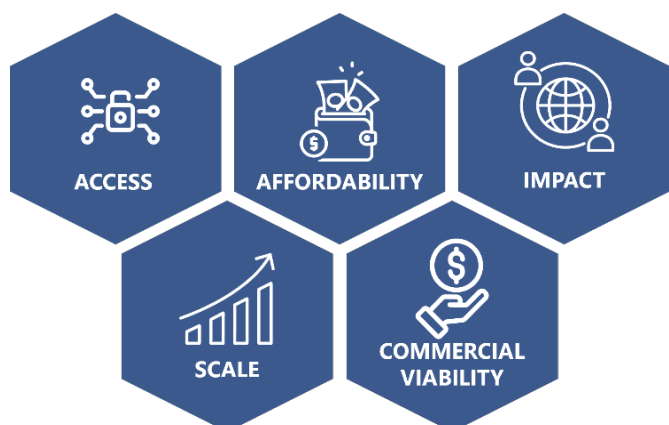 ACCESS
AFFORDABILITY
IMPACT
SCALE
COMMERCIAL
VIABILITY
$
$